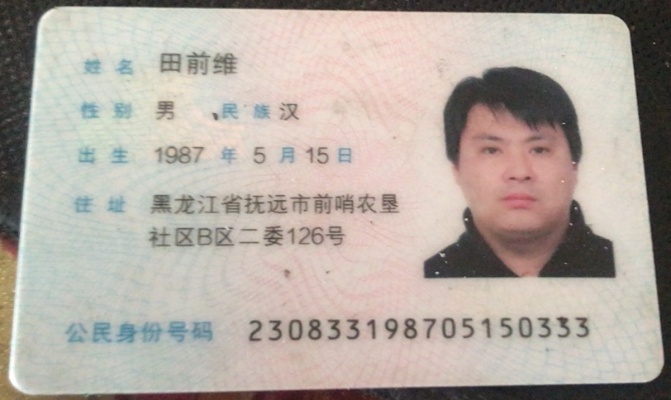 姓名 田前维
性别 男 民族 汉
出生 1987 年 5 月 15 日
住址 黑龙江省抚远市前哨农垦
社区B区二委126号
公民身份号码 230833198705150333